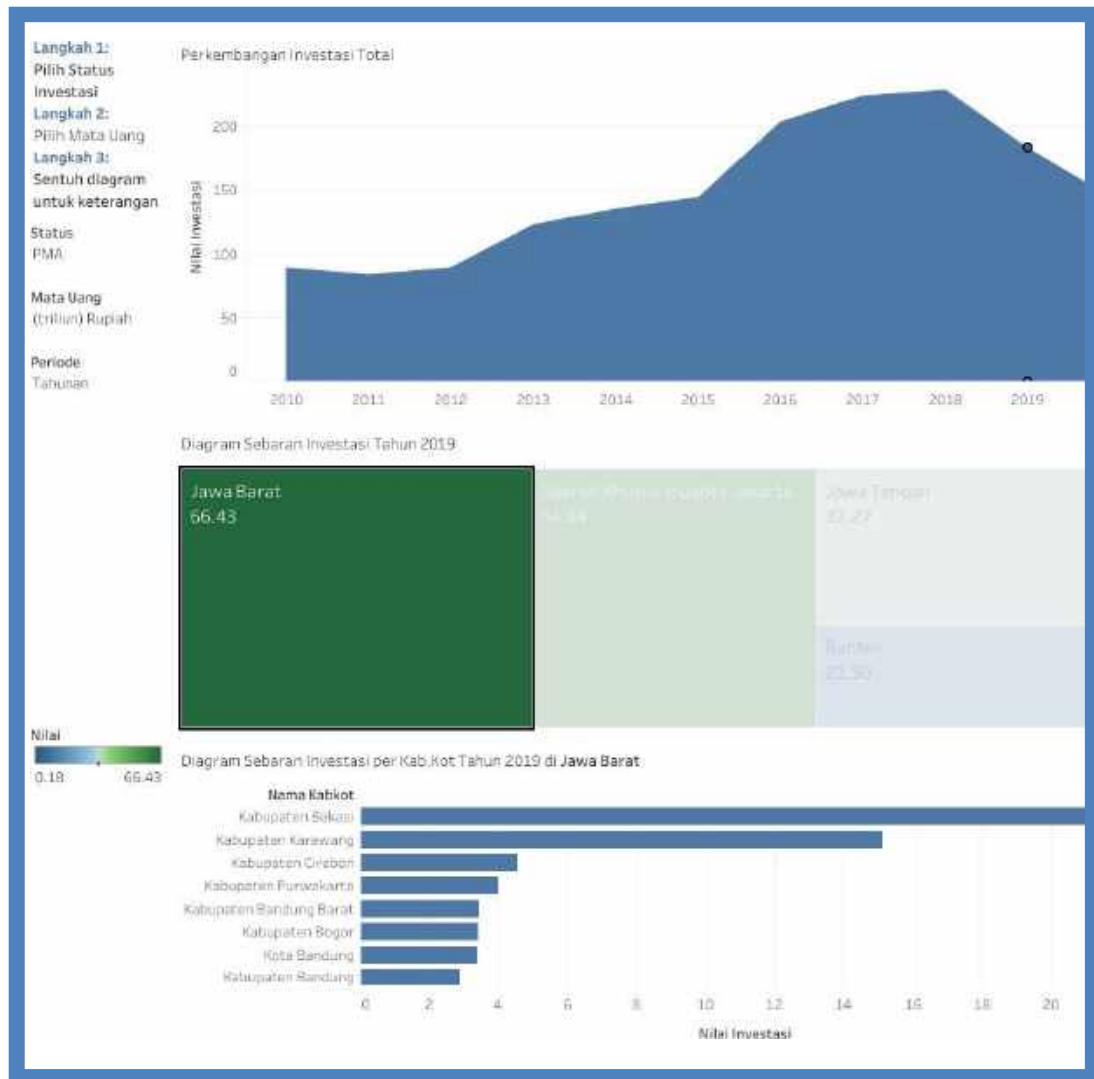 Langkah 1:
Pilih Status
Investasi
Langkah 2:
Pilih Mata Uang
Langkah 3:
Sentuh diagram
untuk keterangan
Status
PMA
Mata Uang
(triliun) Rupiah
Periode
Tahunan
Perkembangan Investasi Total
Nilai Investasi
200
150
100
50
0
2010 2011 2012 2013 2014 2015 2016 2017 2018 2019
Diagram Sebaran Investasi Tahun 2019
Jawa Barat
66.43
Jawa Tengah
Banten
Nilai
0.18 66.43
Diagram Sebaran Investasi per Kab.Kot Tahun 2019 di Jawa Barat
Nama Kabkot
Kabupaten Bekasi
Kabupaten Karawang
Kabupaten Cirebon
Kabupaten Purwakarta
Kabupaten Bandung Barat
Kabupaten Bogor
Kota Bandung
Kabupaten Bandung
0 2 4 6 8 10 12 14 16 18 20
Nilai Investasi